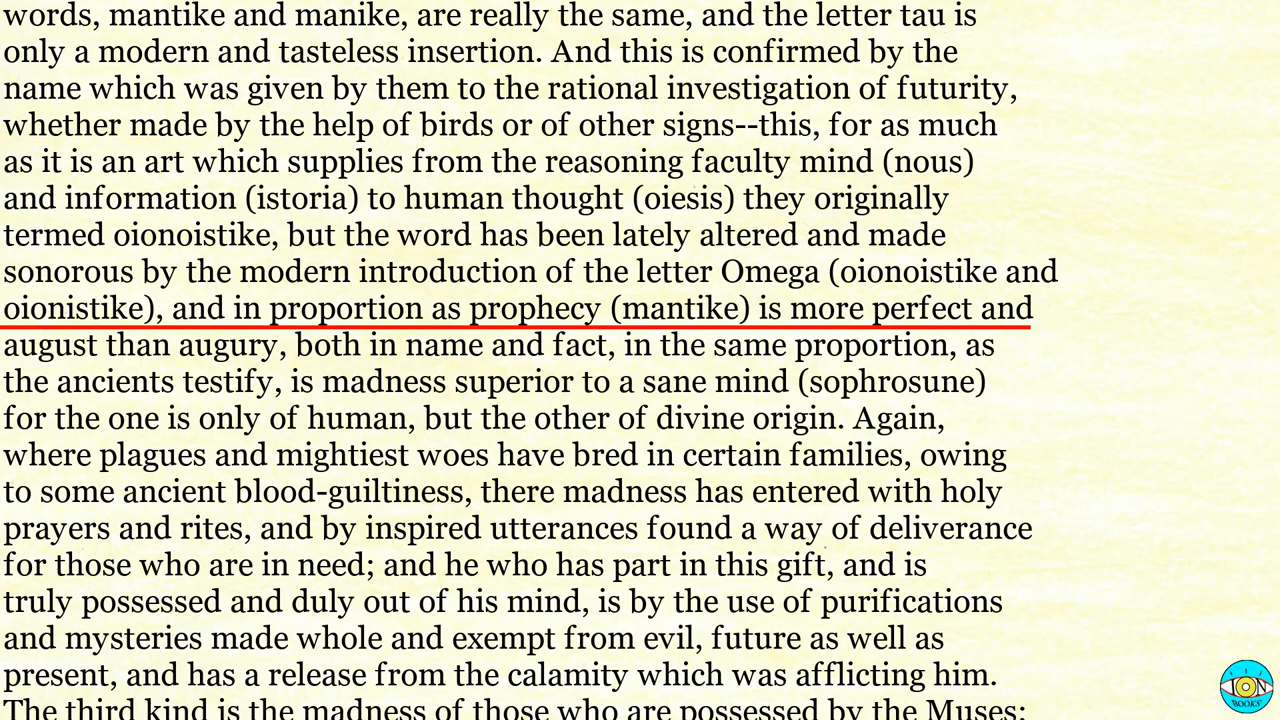 words, mantike and manike, are really the same, and the letter tau is
only a modern and tasteless insertion. And this is confirmed by the
name which was given by them to the rational investigation of futurity,
whether made by the help of birds or of other signs--this, for as much
as it is an art which supplies from the reasoning faculty mind (nous)
and information (istoria) to human thought (oiesis) they originally
termed oionoistike, but the word has been lately altered and made
sonorous by the modern introduction of the letter Omega (oionoistike and
oionistike), and in proportion as prophecy (mantike) is more perfect and
august than augury, both in name and fact, in the same proportion, as
the ancients testify, is madness superior to a sane mind (sophrosune)
for the one is only of human, but the other of divine origin. Again,
where plagues and mightiest woes have bred in certain families, owing
to some ancient blood-guiltiness, there madness has entered with holy
prayers and rites, and by inspired utterances found a way of deliverance
for those who are in need; and he who has part in this gift, and is
truly possessed and duly out of his mind, is by the use of purifications
and mysteries made whole and exempt from evil, future as well as
present, and has a release from the calamity which was afflicting him.
The third kind is the madness of those who are possessed by the Muses;
ION
BOOKS